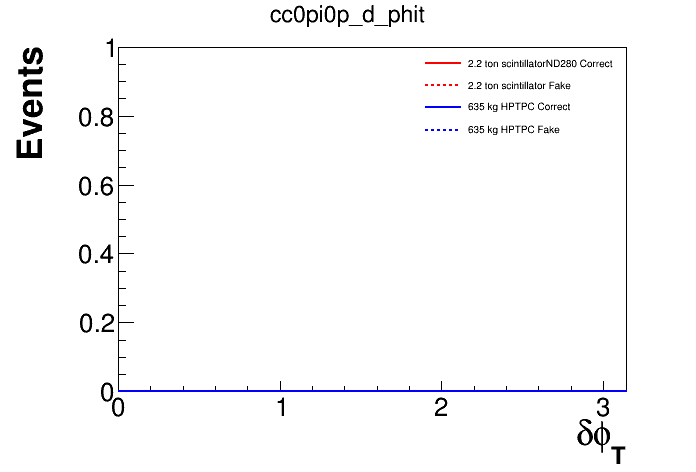 cc0pi0p_d_phit
Events
1
0.8
0.6
0.4
0.2
0
2.2 ton scintillatorND280 Correct
2.2 ton scintillator Fake
635 kg HPTPC Correct
635 kg HPTPC Fake
0 1 2 3
δϕT